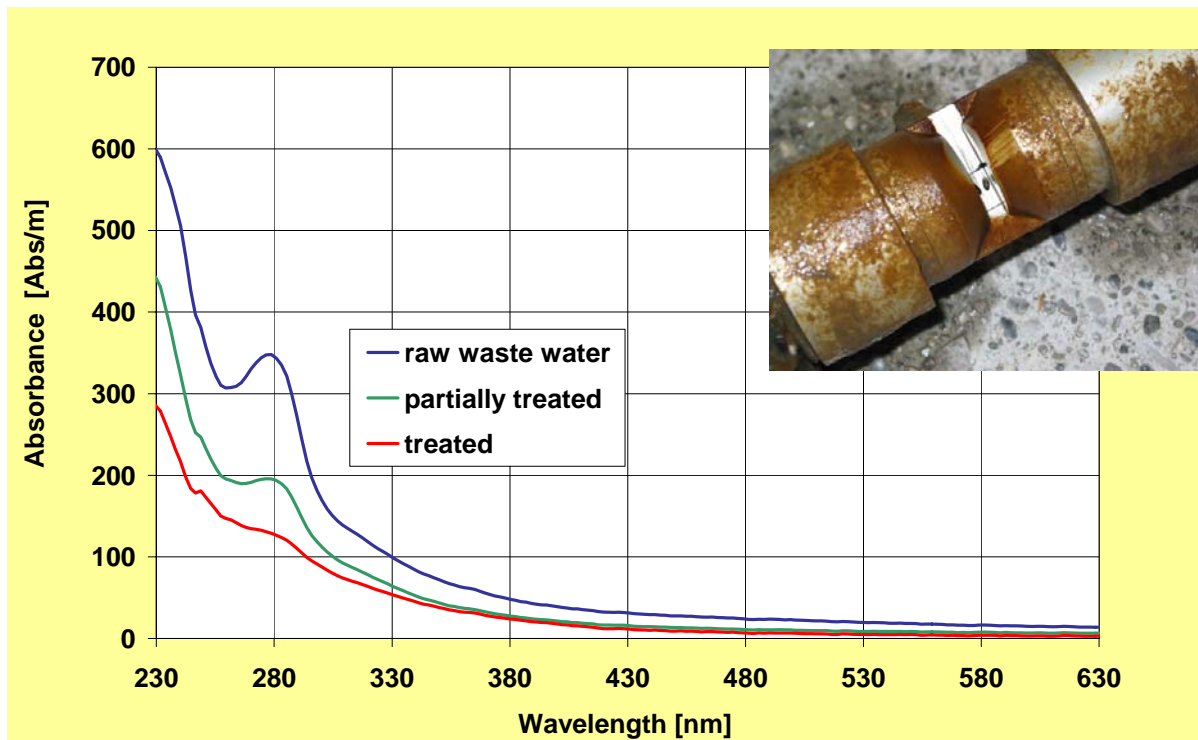 700
600
500
400
300
200
100
0
Absorbance [Abs/m]
raw waste water
partially treated
treated
230 280 330 380 430 480 530 580 630
Wavelength [nm]